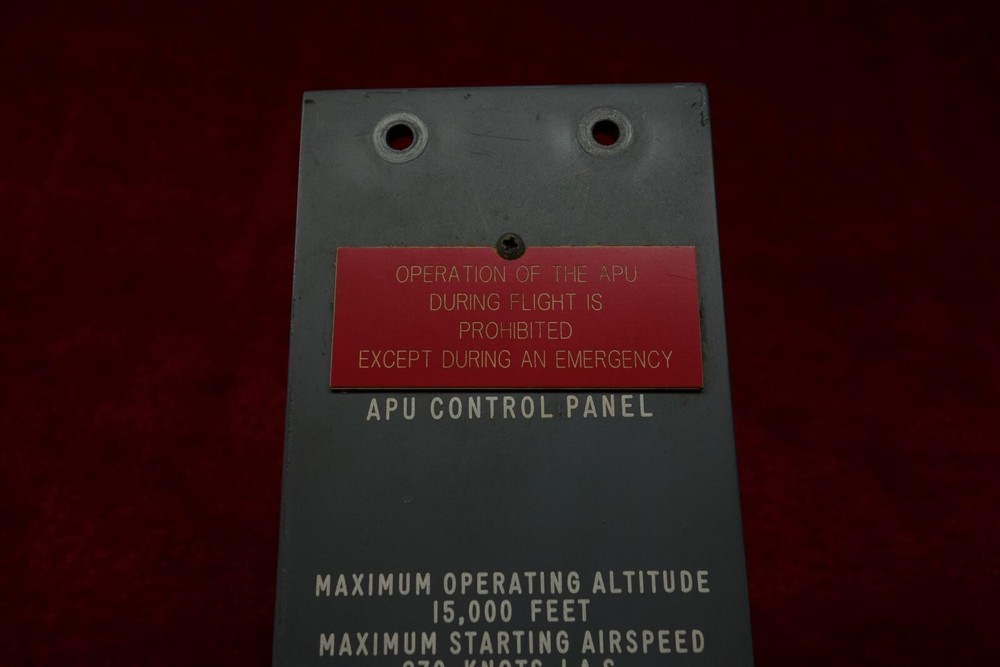 OPERATION OF THE APU
DURING FLIGHT IS
PROHIBITED
EXCEPT DURING AN EMERGENCY
APU CONTROL PANEL
MAXIMUM OPERATING ALTITUDE
15,000 FEET
MAXIMUM STARTING AIRSPEED
KNOTS I.A.S.